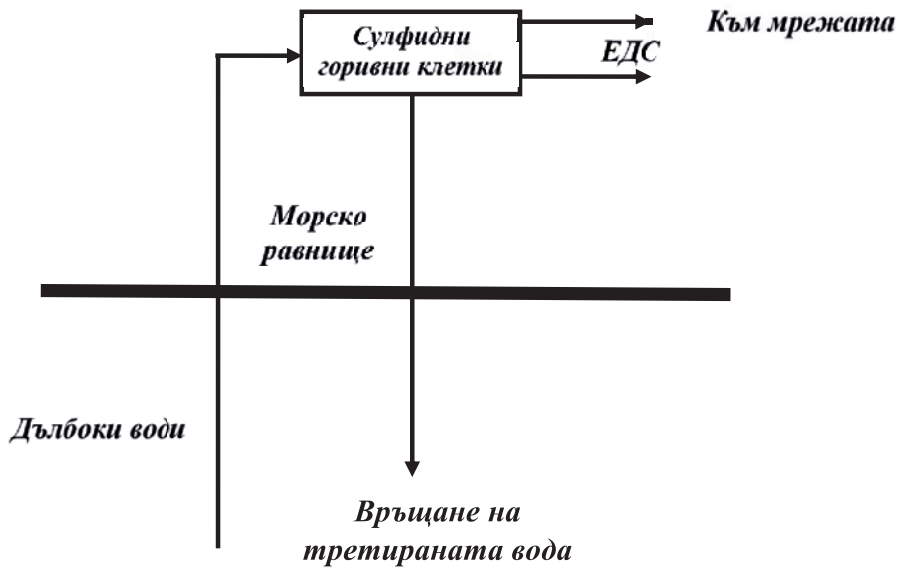 Към мрежата
Сулфидни
горивни клетки
ЕДС
Морско
равнище
Дълбоки води
Връщане на
третираната вода